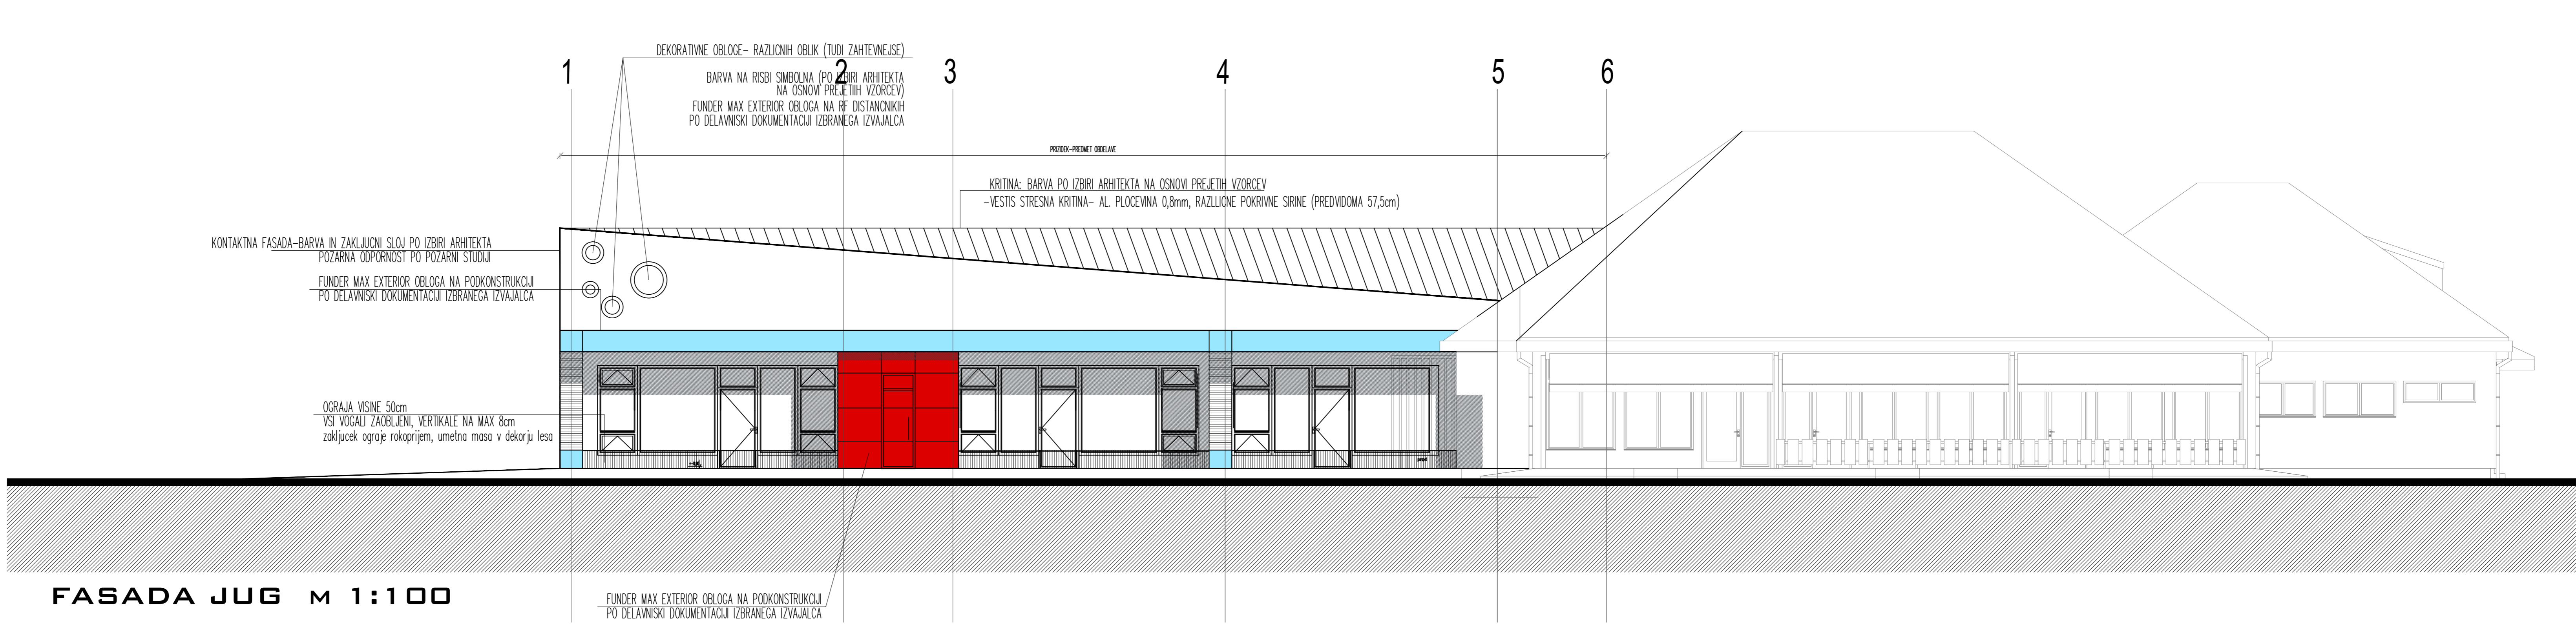 DEKORATIVNE OBLOGE- RAZLICNIH OBLIK (TUDI ZAHTEVNEJSE)
1
2
3
4
5
6
BARVA NA RISBI SIMBOLNA (PO IZBIRI ARHITEKTA
NA OSNOVI PREJETIIH VZORCEV)
FUNDER MAX EXTERIOR OBLOGA NA RF DISTANCNIKIH
PO DELAVNISKI DOKUMENTACIJI IZBRANEGA IZVAJALCA
PRIZIDEK-PREDMET OBDELAVE
KRITINA: BARVA PO IZBIRI ARHITEKTA NA OSNOVI PREJETIH VZORCEV
-VESTIS STRESNA KRITINA- AL. PLOCEVINA 0,8mm, RAZLLICNE POKRIVNE SIRINE (PREDVIDOMA 57,5cm)
KONTAKTNA FASADA-BARVA IN ZAKLJUCNI SLOJ PO IZBIRI ARHITEKTA
POZARNA ODPORNOST PO POZARNI STUDIJI
FUNDER MAX EXTERIOR OBLOGA NA PODKONSTRUKCIJI
PO DELAVNISKI DOKUMENTACIJI IZBRANEGA IZVAJALCA
OGRAJA VISINE 50cm
VSI VOGALI ZAOBLJENI, VERTIKALE NA MAX 8cm
zakljucek ograje rokoprijem, umetna masa v dekorju lesa
FASADA JUG M 1:100
FUNDER MAX EXTERIOR OBLOGA NA PODKONSTRUKCIJI
PO DELAVNISKI DOKUMENTACIJI IZBRANEGA IZVAJALCA